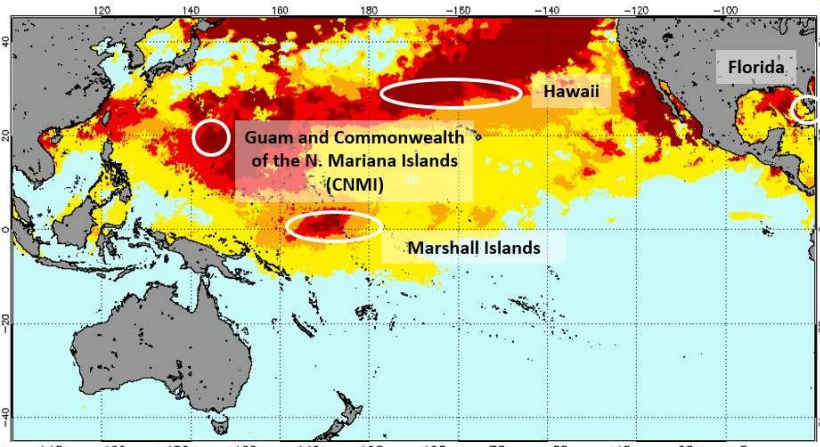 120 140 160 180 −160 −140 −120 −100
40
Florida
Hawaii
20
Guam and Commonwealth
of the N. Mariana Islands
(CNMI)
0
Marshall Islands
−20
−40